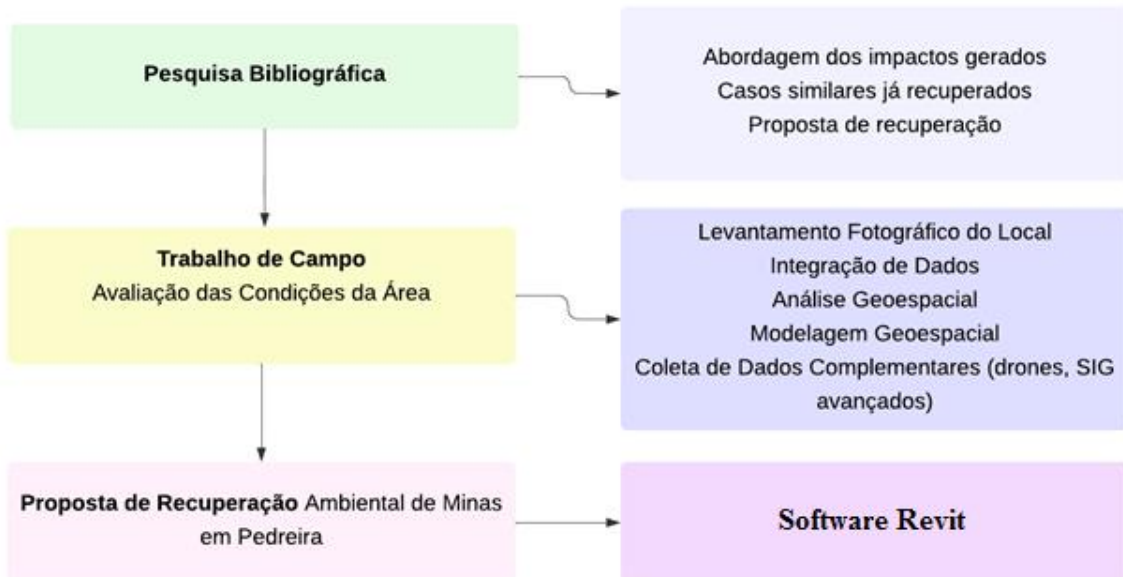 Pesquisa Bibliográfica
Abordagem dos impactos gerados
Casos similares já recuperados
Proposta de recuperação
Trabalho de Campo
Avaliação das Condições da Área
Levantamento Fotográfico do Local
Integração de Dados
Análise Geoespacial
Modelagem Geoespacial
Coleta de Dados Complementares (drones, SIG
avançados)
Proposta de Recuperação Ambiental de Minas
em Pedreira
Software Revit